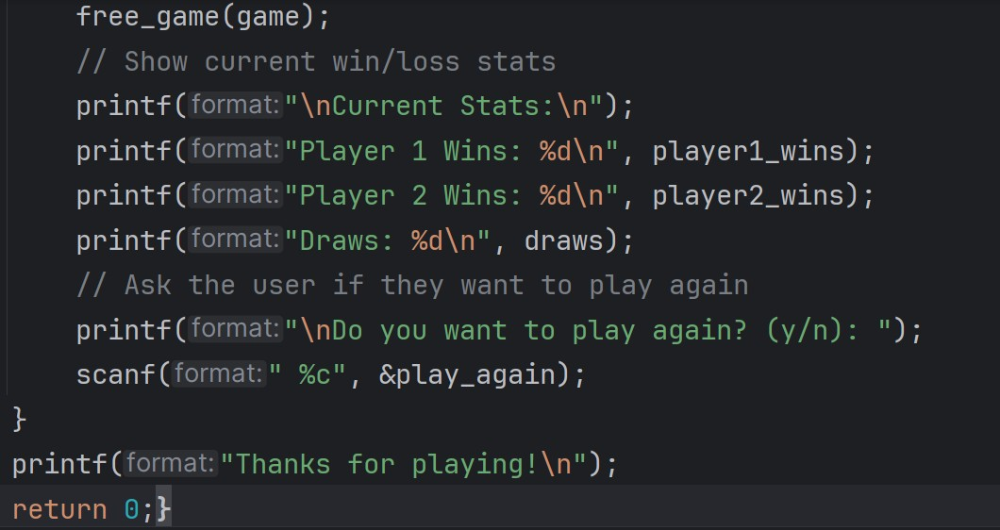 free_game(game);
// Show current win/loss stats
printf(format:"\nCurrent Stats:\n");
printf(format:"Player 1 Wins: %d\n", player1_wins);
printf(format:"Player 2 Wins: %d\n", player2_wins);
printf(format:"Draws: %d\n", draws);
// Ask the user if they want to play again
printf(format:"\nDo you want to play again? (y/n): ");
scanf(format:" %c", &play_again);
}
printf(format:"Thanks for playing!\n");
return 0;}